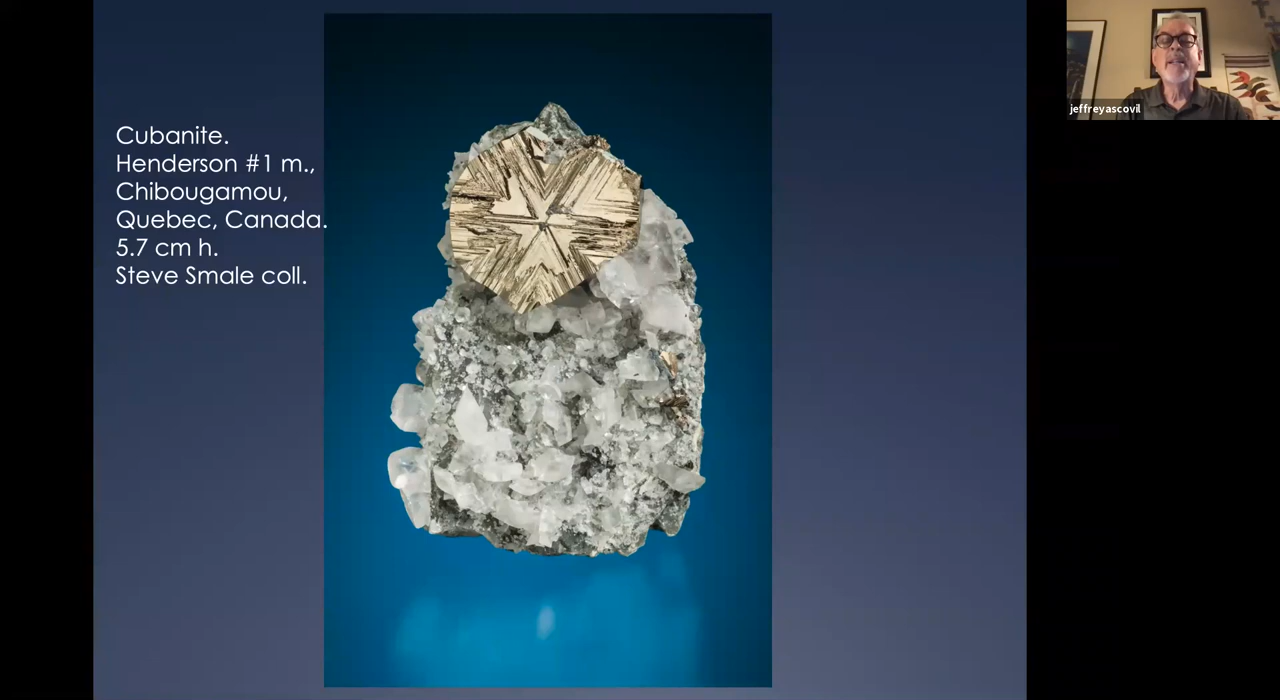 Cubanite.
Henderson #1 m.,
Chibougamou,
Quebec, Canada.
5.7 cm h.
Steve Smale coll.
jeffreyascovil